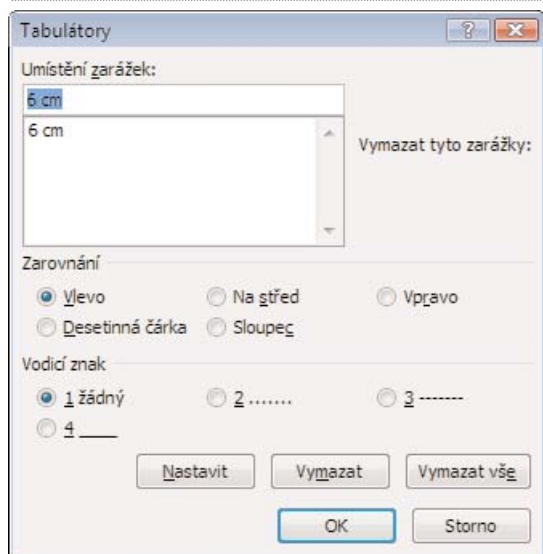 Tabulátory
Umístění zarážek:
6 cm
6 cm
Vymazat tyto zarážky:
Zarovnání
Vlevo Na střed Vpravo
Desetinná čárka Sloupec
Vodicí znak
1 žádný 2 ....... 3 -------
4 ____
Nastavit Vymazat Vymazat vše
OK Storno